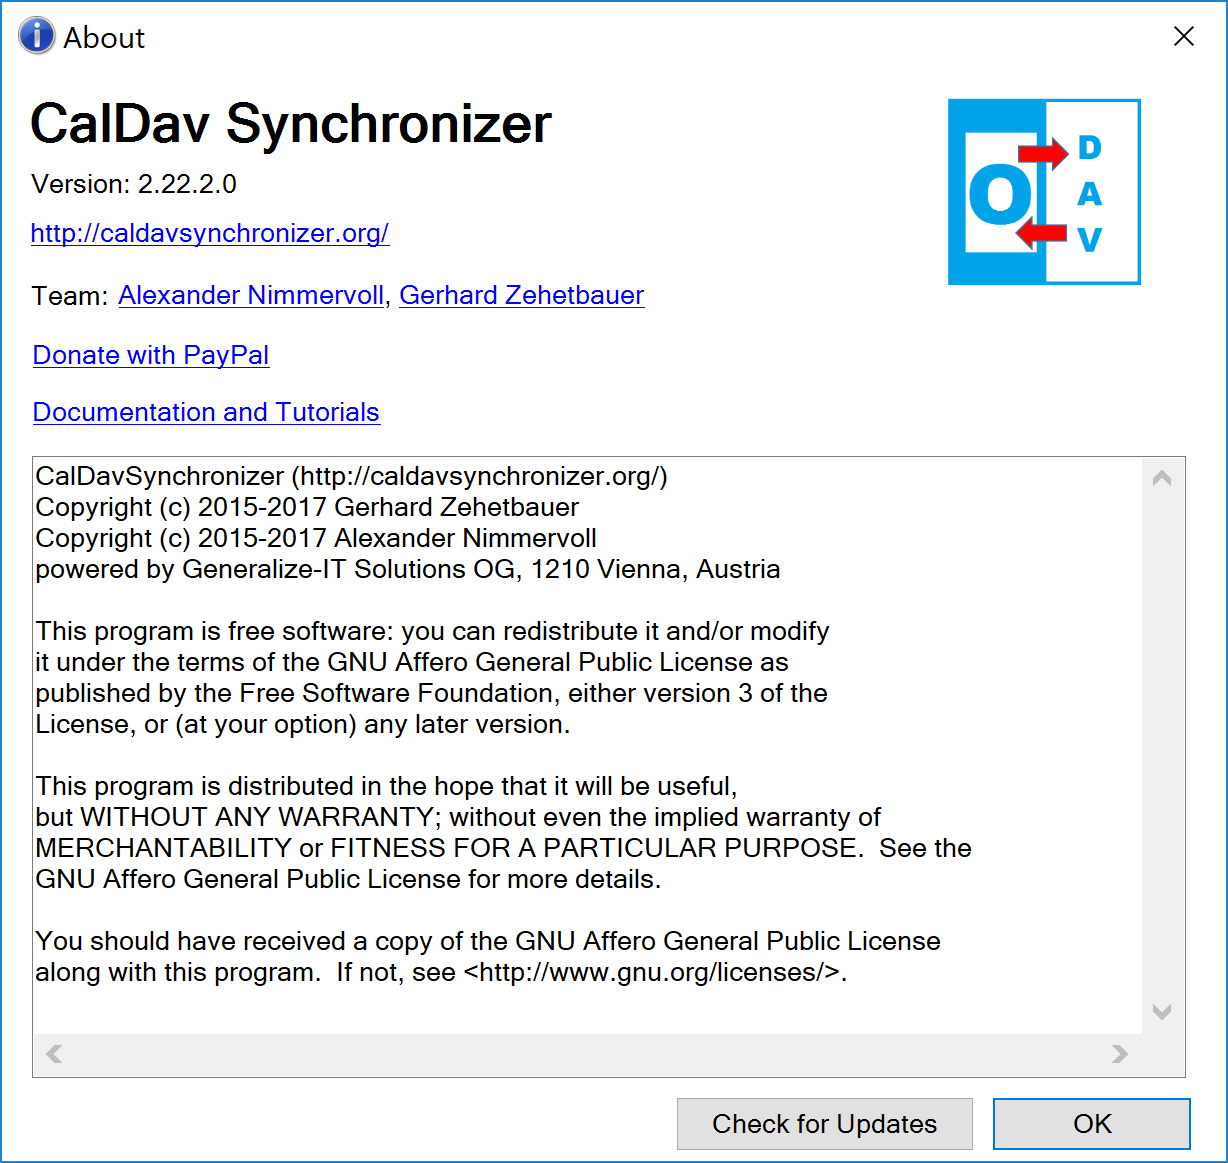 About
CalDav Synchronizer
Version: 2.22.2.0
http://caldavsynchronizer.org/
Team: Alexander Nimmervoll, Gerhard Zehetbauer
Donate with PayPal
Documentation and Tutorials
O
D
A
V
CalDavSynchronizer (http://caldavsynchronizer.org/)
Copyright (c) 2015-2017 Gerhard Zehetbauer
Copyright (c) 2015-2017 Alexander Nimmervoll
powered by Generalize-IT Solutions OG, 1210 Vienna, Austria
This program is free software: you can redistribute it and/or modify
it under the terms of the GNU Affero General Public License as
published by the Free Software Foundation, either version 3 of the
License, or (at your option) any later version.
This program is distributed in the hope that it will be useful,
but WITHOUT ANY WARRANTY; without even the implied warranty of
MERCHANTABILITY or FITNESS FOR A PARTICULAR PURPOSE.  See the
GNU Affero General Public License for more details.
You should have received a copy of the GNU Affero General Public License
along with this program.  If not, see <http://www.gnu.org/licenses/>.
Check for Updates
OK